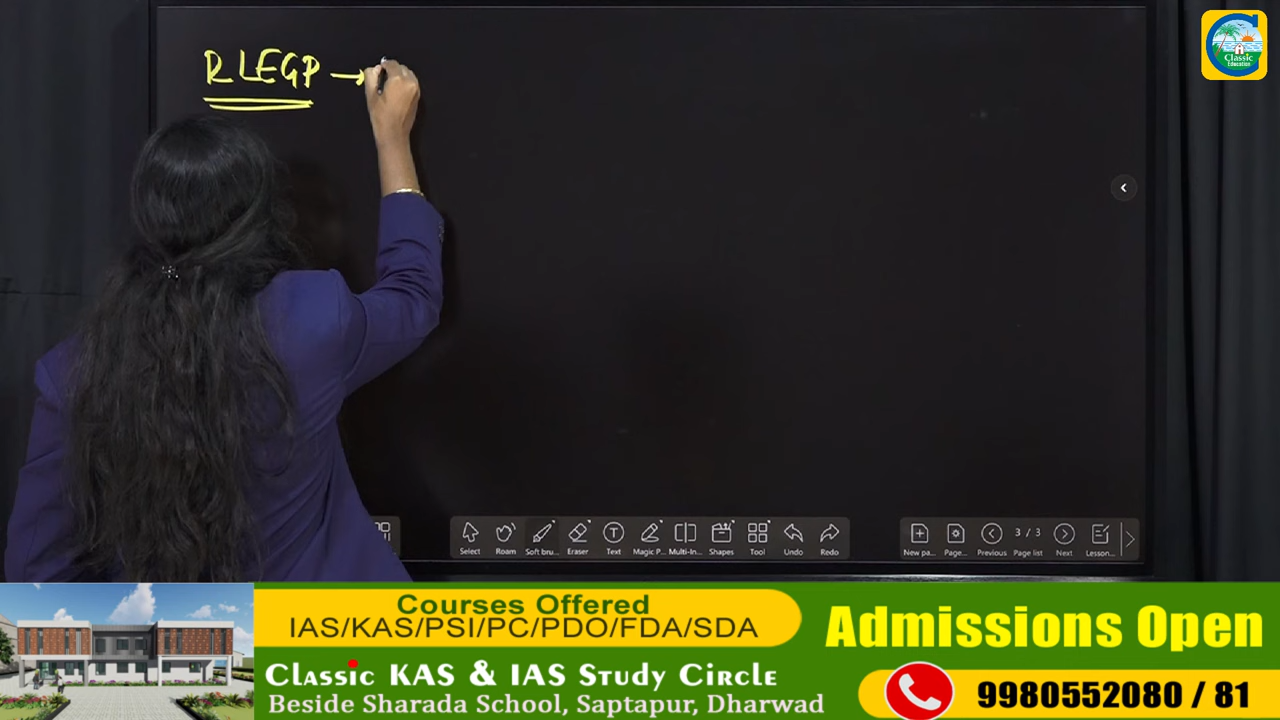 RLEGP →
Classic
Education
Select Roam Soft bru... Eraser Text Magic P... Multi-In... Shapes Tool Undo Redo
New pa... Page... Previous 3 / 3 Page list Next Lesson...
Courses Offered
IAS/KAS/PSI/PC/PDO/FDA/SDA
Classic KAS & IAS Study Circle
Beside Sharada School, Saptapur, Dharwad
Admissions Open
9980552080 / 81